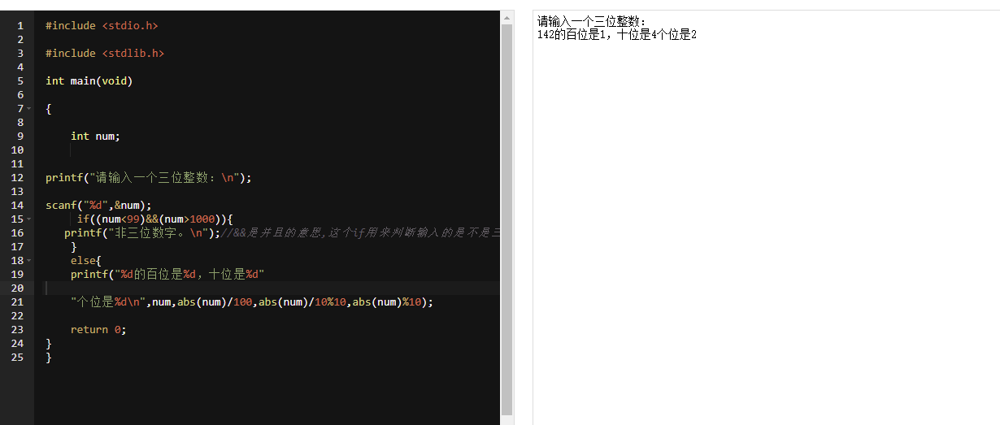 1 #include <stdio.h>
2
3 #include <stdlib.h>
4
5 int main(void)
6
7 {
8
9 int num;
10
11
12 printf("请输入一个三位整数：\n");
13
14 scanf("%d",&num);
15 if((num<99)&&(num>1000)){
16 printf("非三位数字。\n");//&&是并且的意思,这个if用来判断输入的是不是三
17 }
18 else{
19 printf("%d的百位是%d，十位是%d"
20
21 "个位是%d\n",num,abs(num)/100,abs(num)/10%10,abs(num)%10);
22
23 return 0;
24 }
25 }
请输入一个三位整数：
142的百位是1，十位是4个位是2